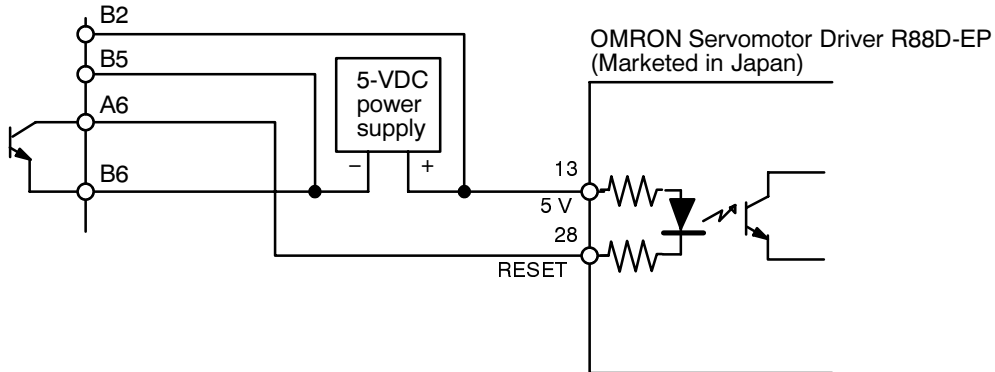 B2
B5
A6
B6
5-VDC
power
supply
– +
OMRON Servomotor Driver R88D-EP
(Marketed in Japan)
13
5 V
28
RESET